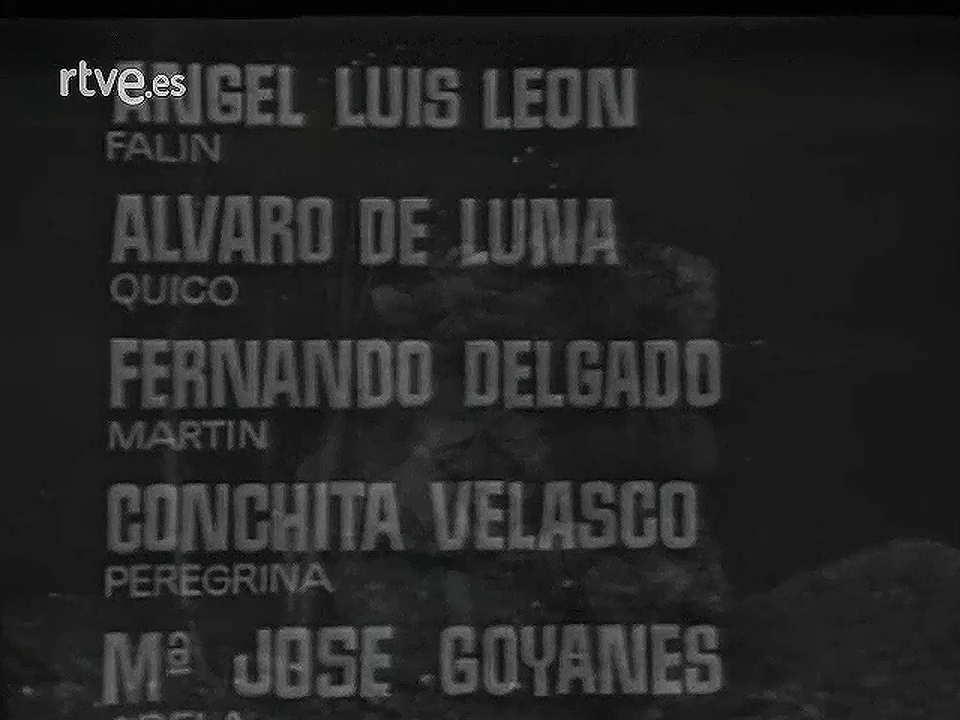 rtve.es
ANGEL LUIS LEON
FALIN
ALVARO DE LUNA
QUICO
FERNANDO DELGADO
MARTIN
CONCHITA VELASCO
PEREGRINA
Mª JOSE GOYANES